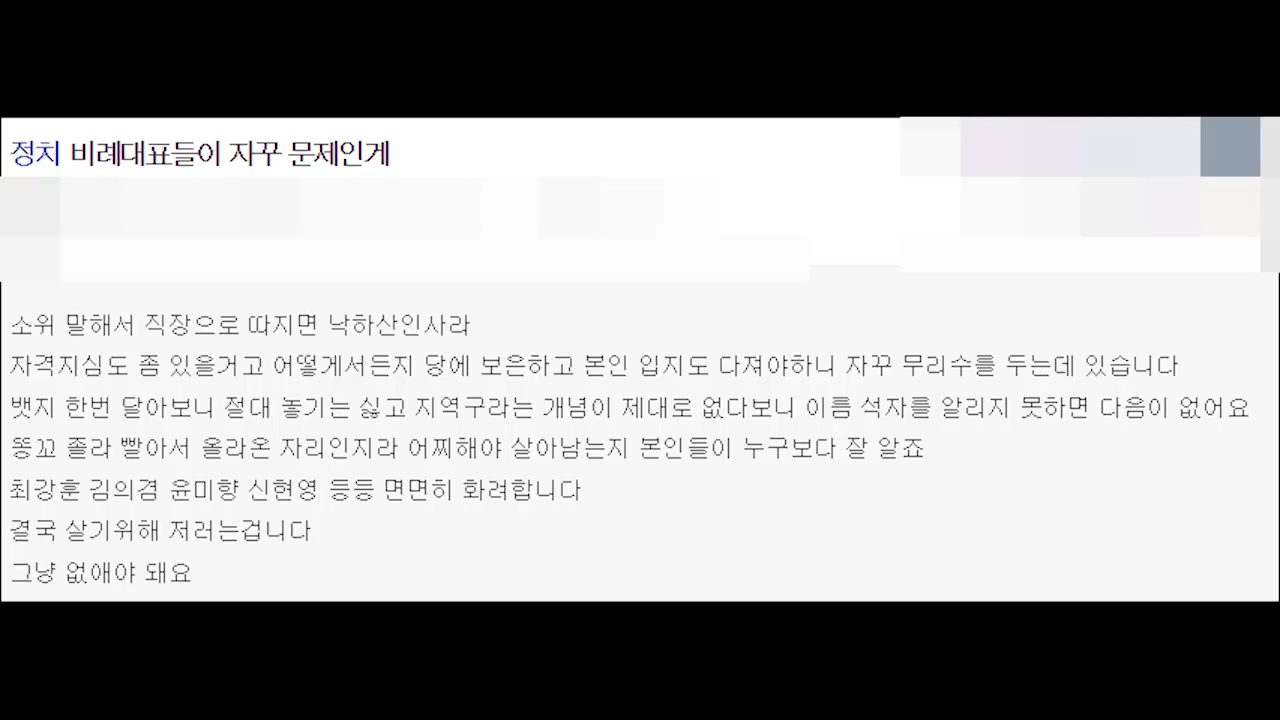 정치 비례대표들이 자꾸 문제인게
소위 말해서 직장으로 따지면 낙하산인사라
자격지심도 좀 있을거고 어떻게서든지 당에 보은하고 본인 입지도 다져야하니 자꾸 무리수를 두는데 있습니다
뱃지 한번 달아보니 절대 놓기는 싫고 지역구라는 개념이 제대로 없다보니 이름 석자를 알리지 못하면 다음이 없어요
똥꼬 졸라 빨아서 올라온 자리인지라 어찌해야 살아남는지 본인들이 누구보다 잘 알죠
최강훈 김의겸 윤미향 신현영 등등 면면히 화려합니다
결국 살기위해 저러는겁니다
그냥 없애야 돼요